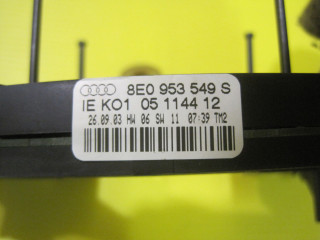 8E0 953 549 S
IE KO1 05 1144 12
26.09.03 HW 06 SW 11 07:39 TM2